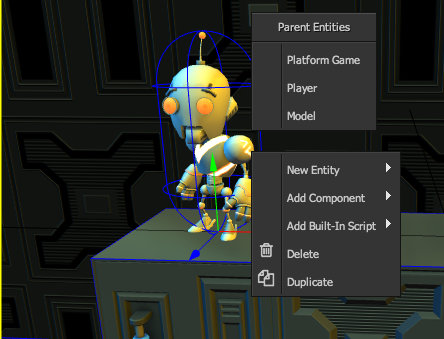 Parent Entities
Platform Game
Player
Model
New Entity
Add Component
Add Built-In Script
Delete
Duplicate